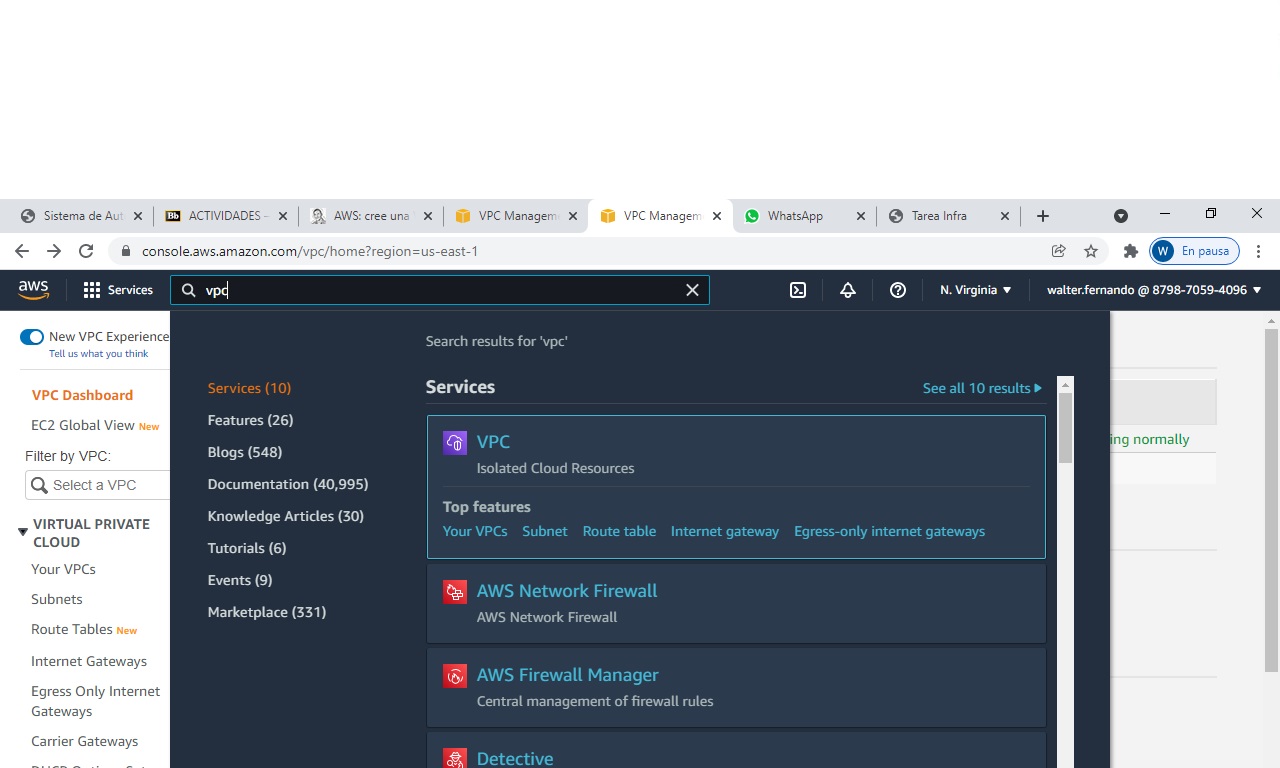 Sistema de Aut
ACTIVIDADES –
AWS: cree una
VPC Managem
VPC Managem
WhatsApp
Tarea Infra
console.aws.amazon.com/vpc/home?region=us-east-1
W
En pausa
aws
Services
vpc
N. Virginia
walter.fernando @ 8798-7059-4096
New VPC Experience
Tell us what you think
VPC Dashboard
EC2 Global View New
Filter by VPC:
Select a VPC
VIRTUAL PRIVATE
CLOUD
Your VPCs
Subnets
Route Tables New
Internet Gateways
Egress Only Internet
Gateways
Carrier Gateways
Search results for 'vpc'
Services (10)
Features (26)
Blogs (548)
Documentation (40,995)
Knowledge Articles (30)
Tutorials (6)
Events (9)
Marketplace (331)
Services
See all 10 results
VPC
Isolated Cloud Resources
Top features
Your VPCs Subnet Route table Internet gateway Egress-only internet gateways
AWS Network Firewall
AWS Network Firewall
AWS Firewall Manager
Central management of firewall rules
Detective
ing normally